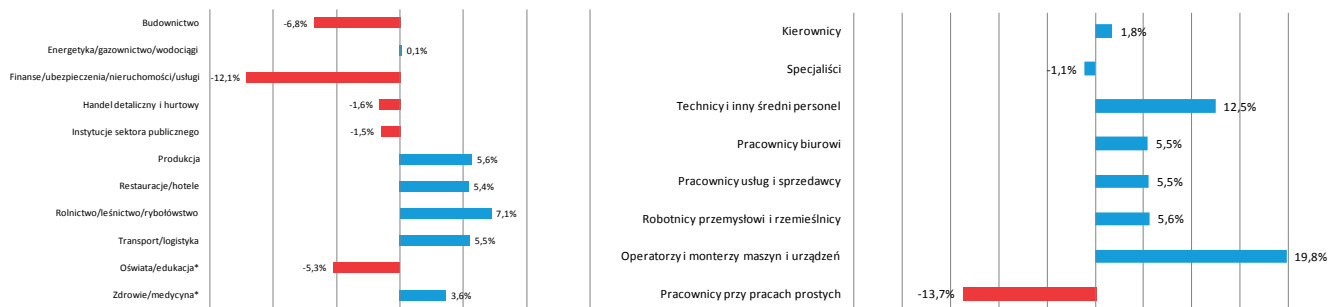 Budownictwo -6,8%
Energetyka/gazownictwo/wodociągi 0,1%
Finanse/ubezpieczenia/nieruchomości/usługi -12,1%
Handel detaliczny i hurtowy -1,6%
Instytucje sektora publicznego -1,5%
Produkcja 5,6%
Restauracje/hotele 5,4%
Rolnictwo/leśnictwo/rybołówstwo 7,1%
Transport/logistyka 5,5%
Oświata/edukacja* -5,3%
Zdrowie/medycyna* 3,6%
Kierownicy 1,8%
Specjaliści -1,1%
Technicy i inny średni personel 12,5%
Pracownicy biurowi 5,5%
Pracownicy usług i sprzedawcy 5,5%
Robotnicy przemysłowi i rzemieślnicy 5,6%
Operatorzy i monterzy maszyn i urządzeń 19,8%
Pracownicy przy pracach prostych -13,7%